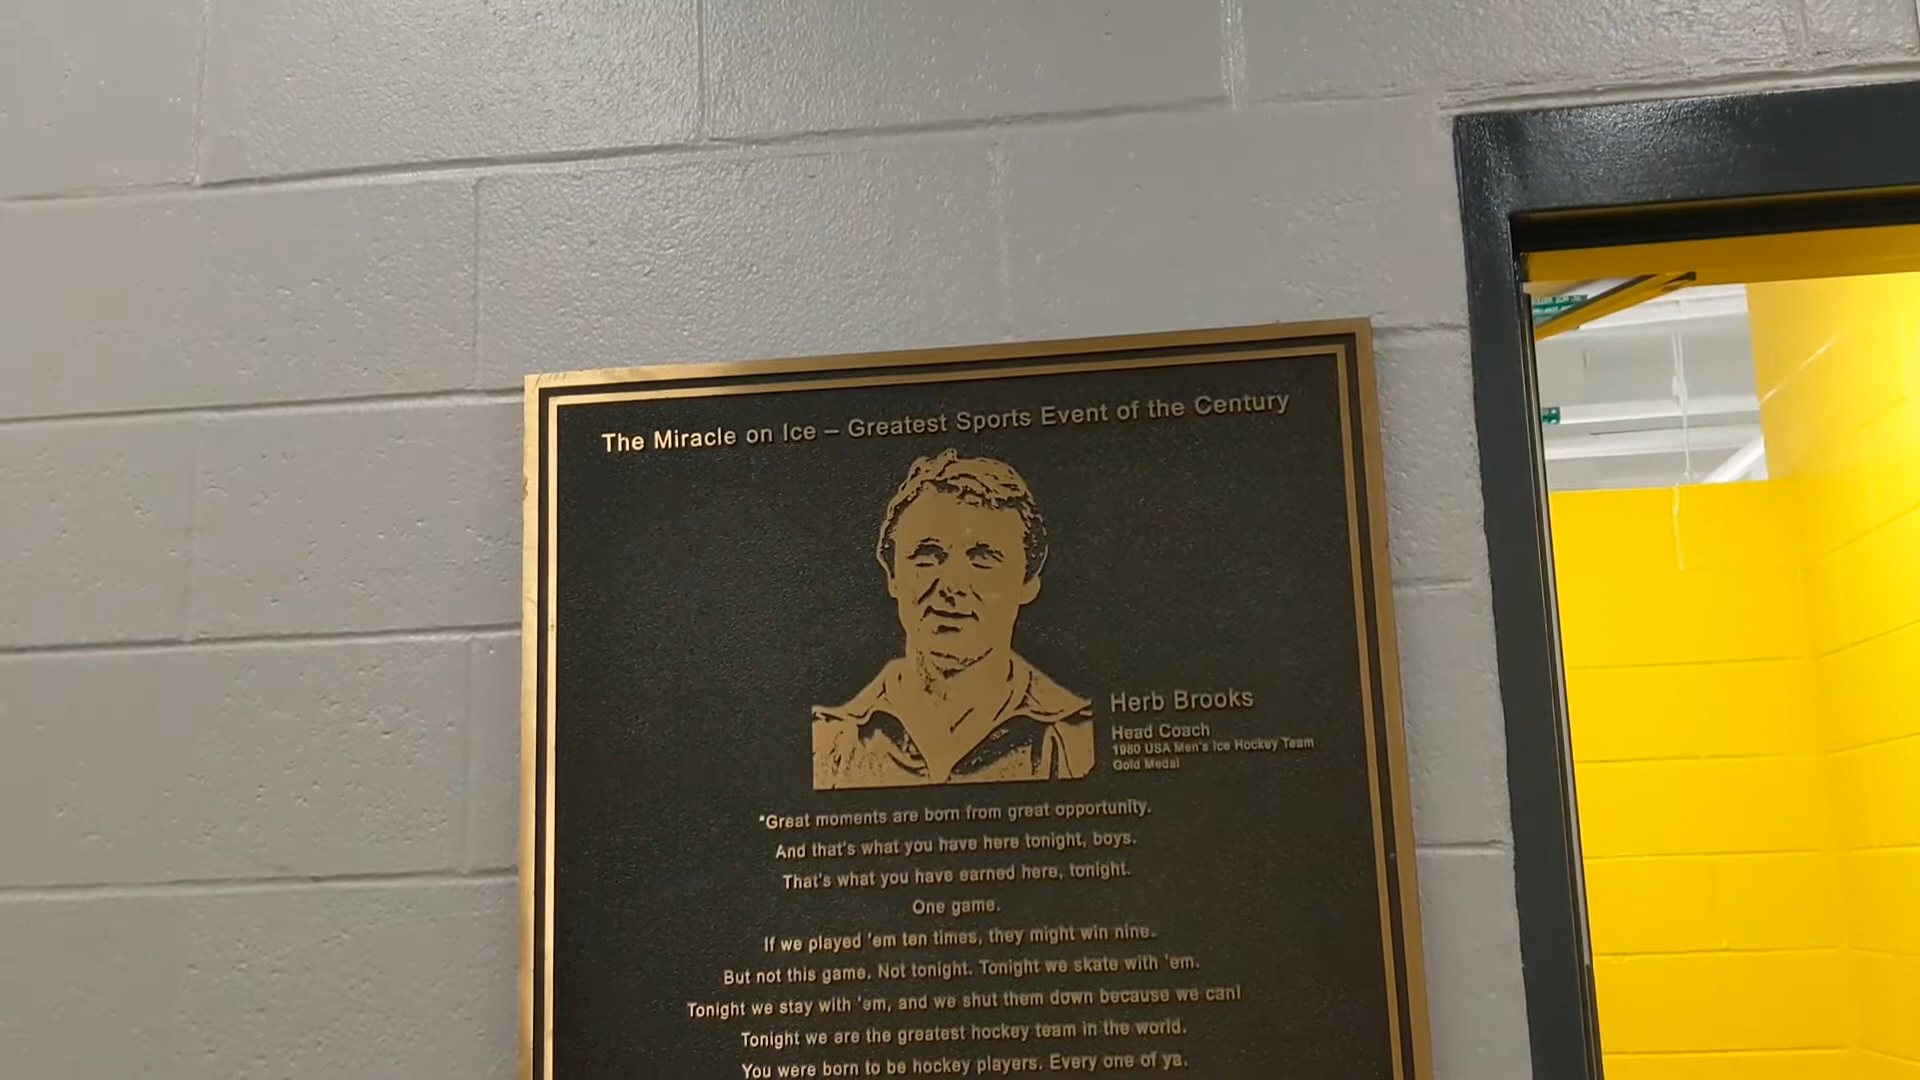 The Miracle on Ice – Greatest Sports Event of the Century
Herb Brooks
Head Coach
1980 USA Men's Ice Hockey Team
Gold Medal
"Great moments are born from great opportunity.
And that's what you have here tonight, boys.
That's what you have earned here, tonight.
One game.
If we played 'em ten times, they might win nine.
But not this game. Not tonight. Tonight we skate with 'em.
Tonight we stay with 'em, and we shut them down because we can!
Tonight we are the greatest hockey team in the world.
You were born to be hockey players. Every one of ya.